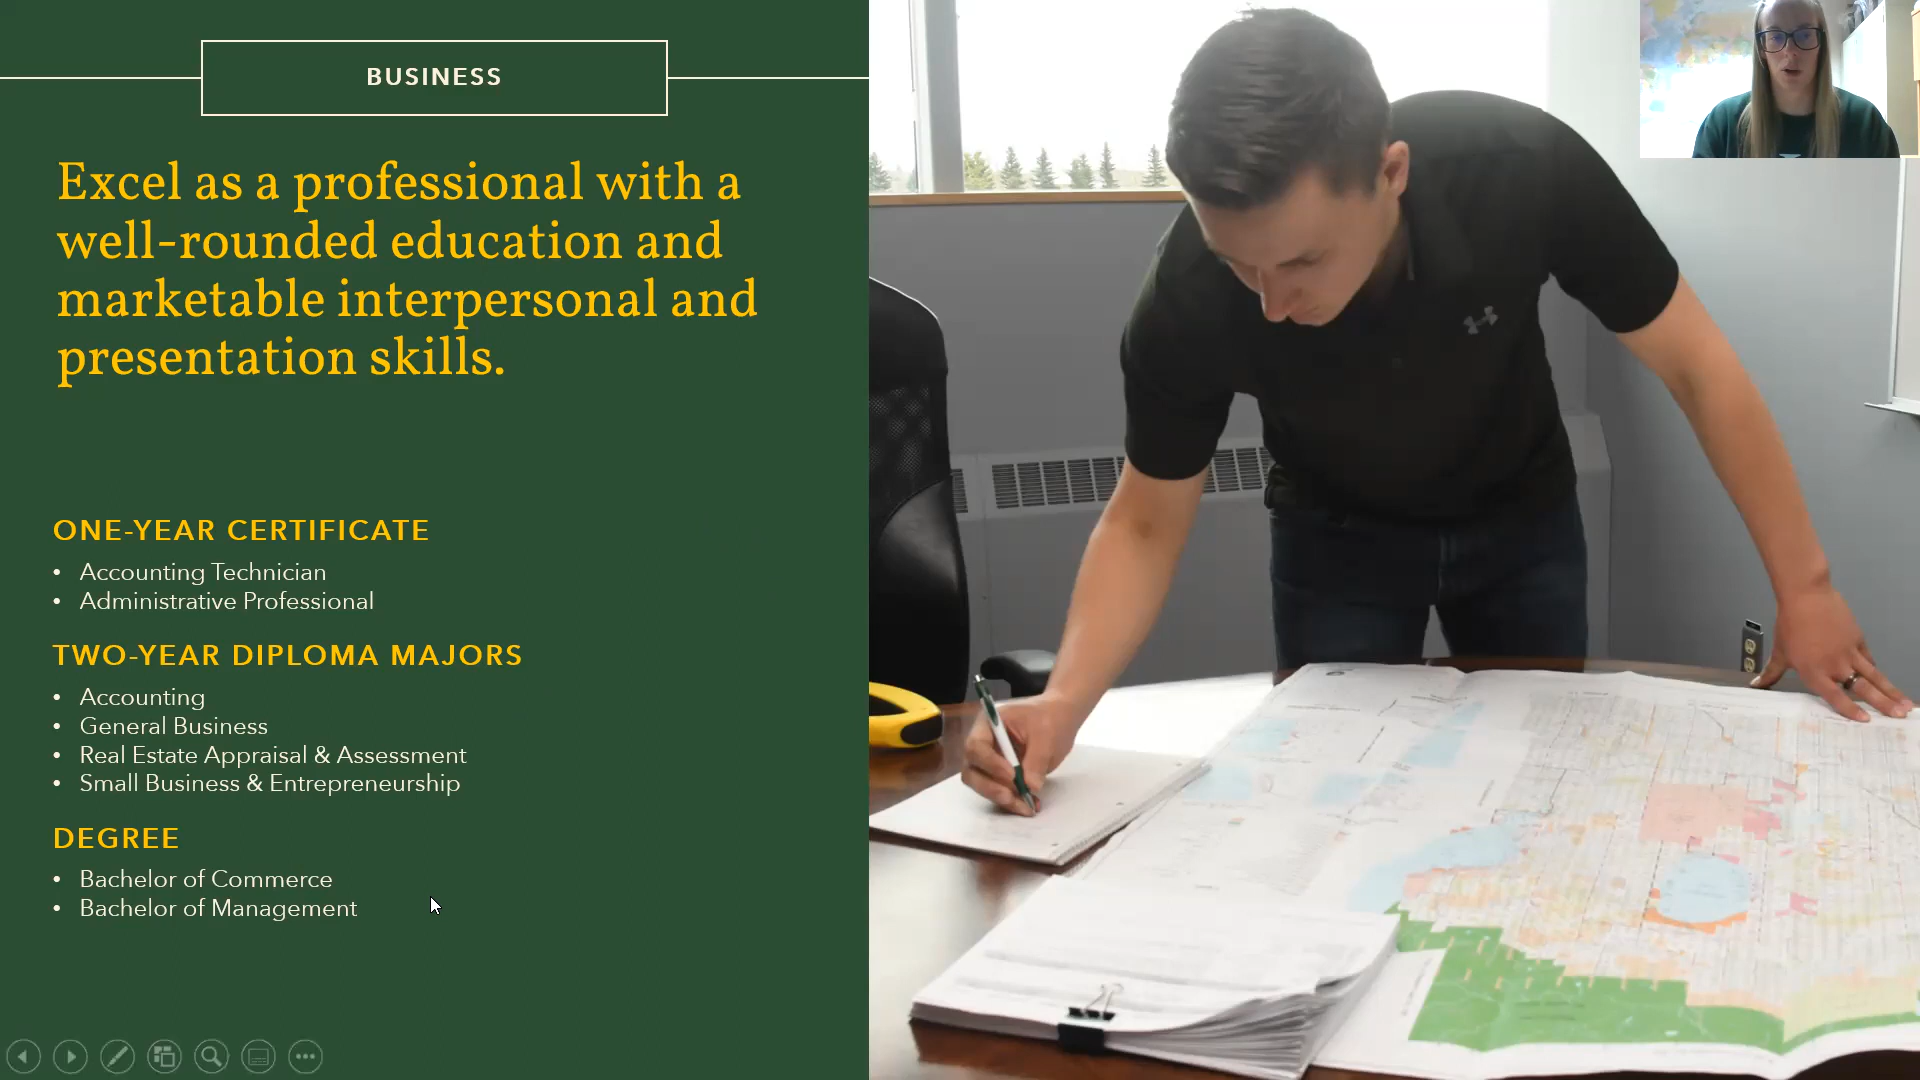 BUSINESS
Excel as a professional with a
well-rounded education and
marketable interpersonal and
presentation skills.
ONE-YEAR CERTIFICATE
• Accounting Technician
• Administrative Professional
TWO-YEAR DIPLOMA MAJORS
• Accounting
• General Business
• Real Estate Appraisal & Assessment
• Small Business & Entrepreneurship
DEGREE
• Bachelor of Commerce
• Bachelor of Management